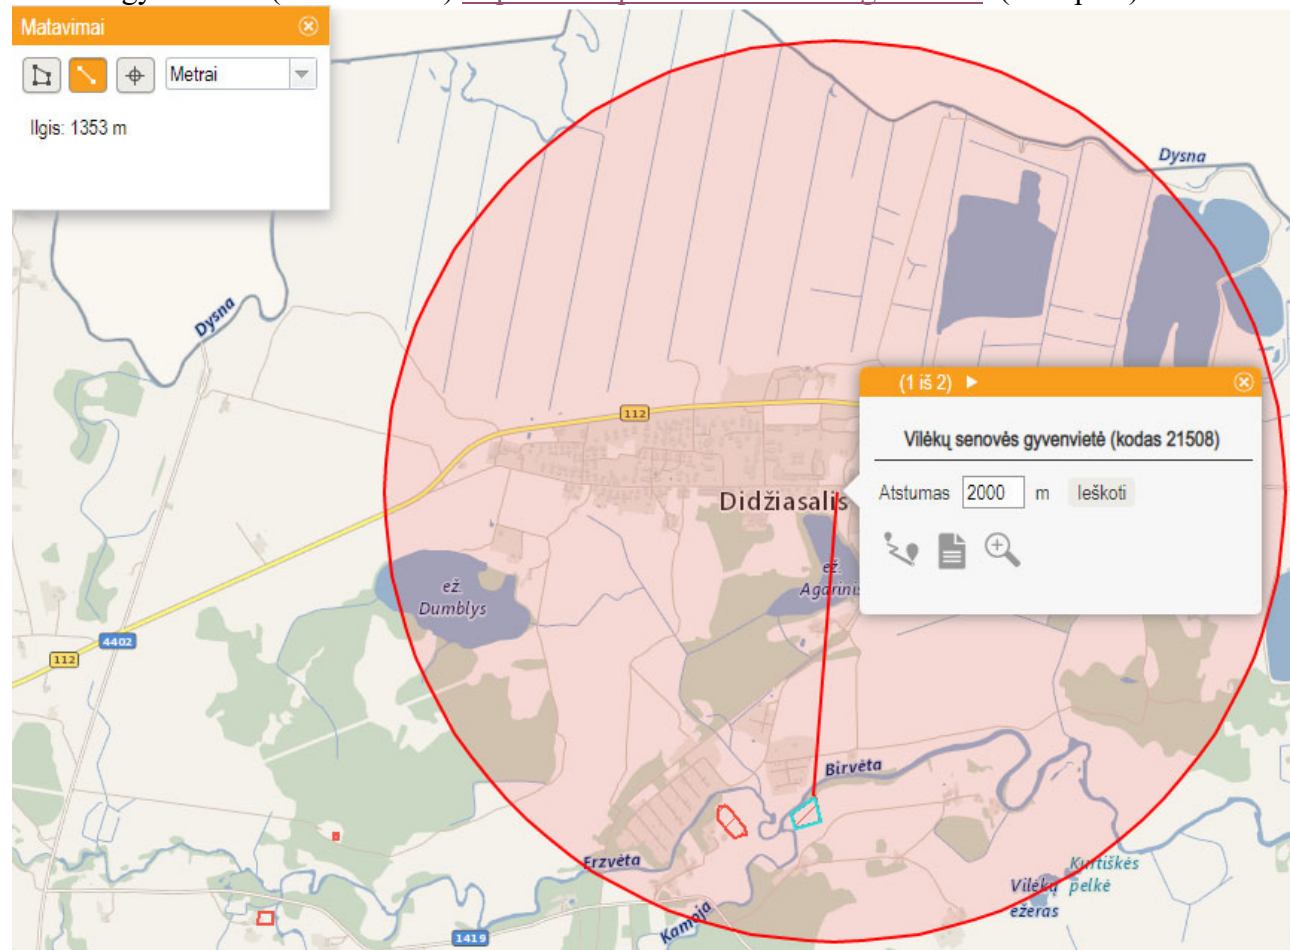 Matavimai
Metrai
Ilgis: 1353 m
Dysna
Dysna
112
(1 iš 2)
Vilėkų senovės gyvenvietė (kodas 21508)
Atstumas 2000 m Ieškoti
Didžiasalis
ež.
Dumblys
ež.
Agarinis
4402
112
Birvėta
Erzvėta
Kamoja
Kurtiškės
pelkė
Vilėkų
ežeras
1419